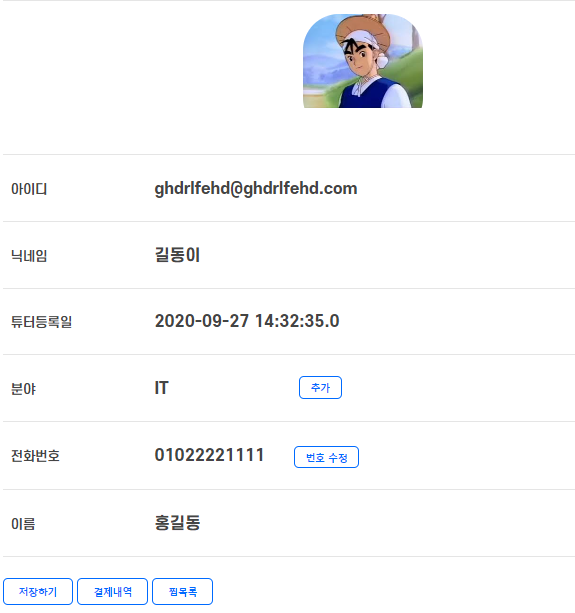 아이디 ghdrlfehd@ghdrlfehd.com
닉네임 길동이
튜터등록일 2020-09-27 14:32:35.0
분야 IT 추가
전화번호 01022221111 번호 수정
이름 홍길동
저장하기 결제내역 찜목록